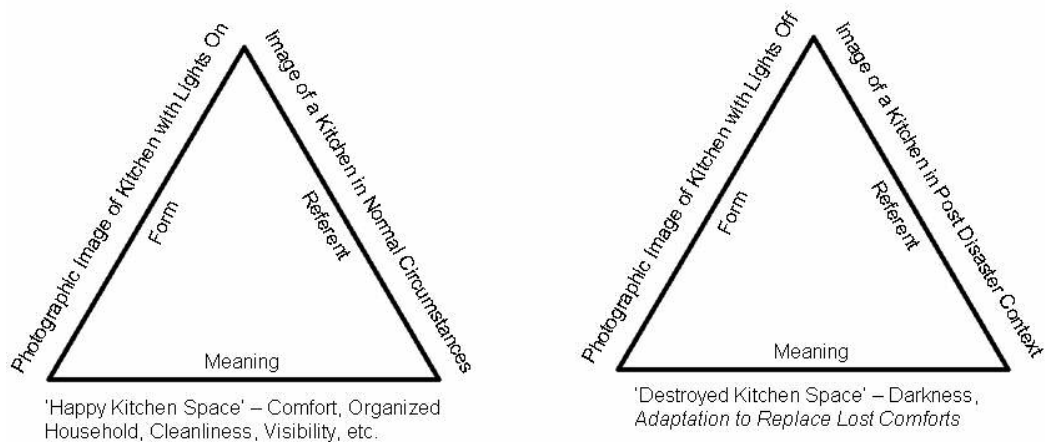 Photographic Image of Kitchen with Lights On
Form
Image of a Kitchen in Normal Circumstances
Referent
Meaning
'Happy Kitchen Space' – Comfort, Organized
Household, Cleanliness, Visibility, etc.
Photographic Image of Kitchen with Lights Off
Form
Image of a Kitchen in Post Disaster Context
Referent
Meaning
'Destroyed Kitchen Space' – Darkness,
Adaptation to Replace Lost Comforts